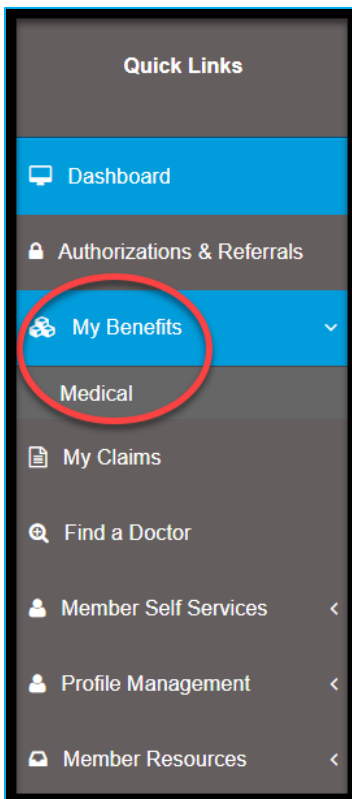 Quick Links
Dashboard
Authorizations & Referrals
My Benefits
Medical
My Claims
Find a Doctor
Member Self Services
Profile Management
Member Resources